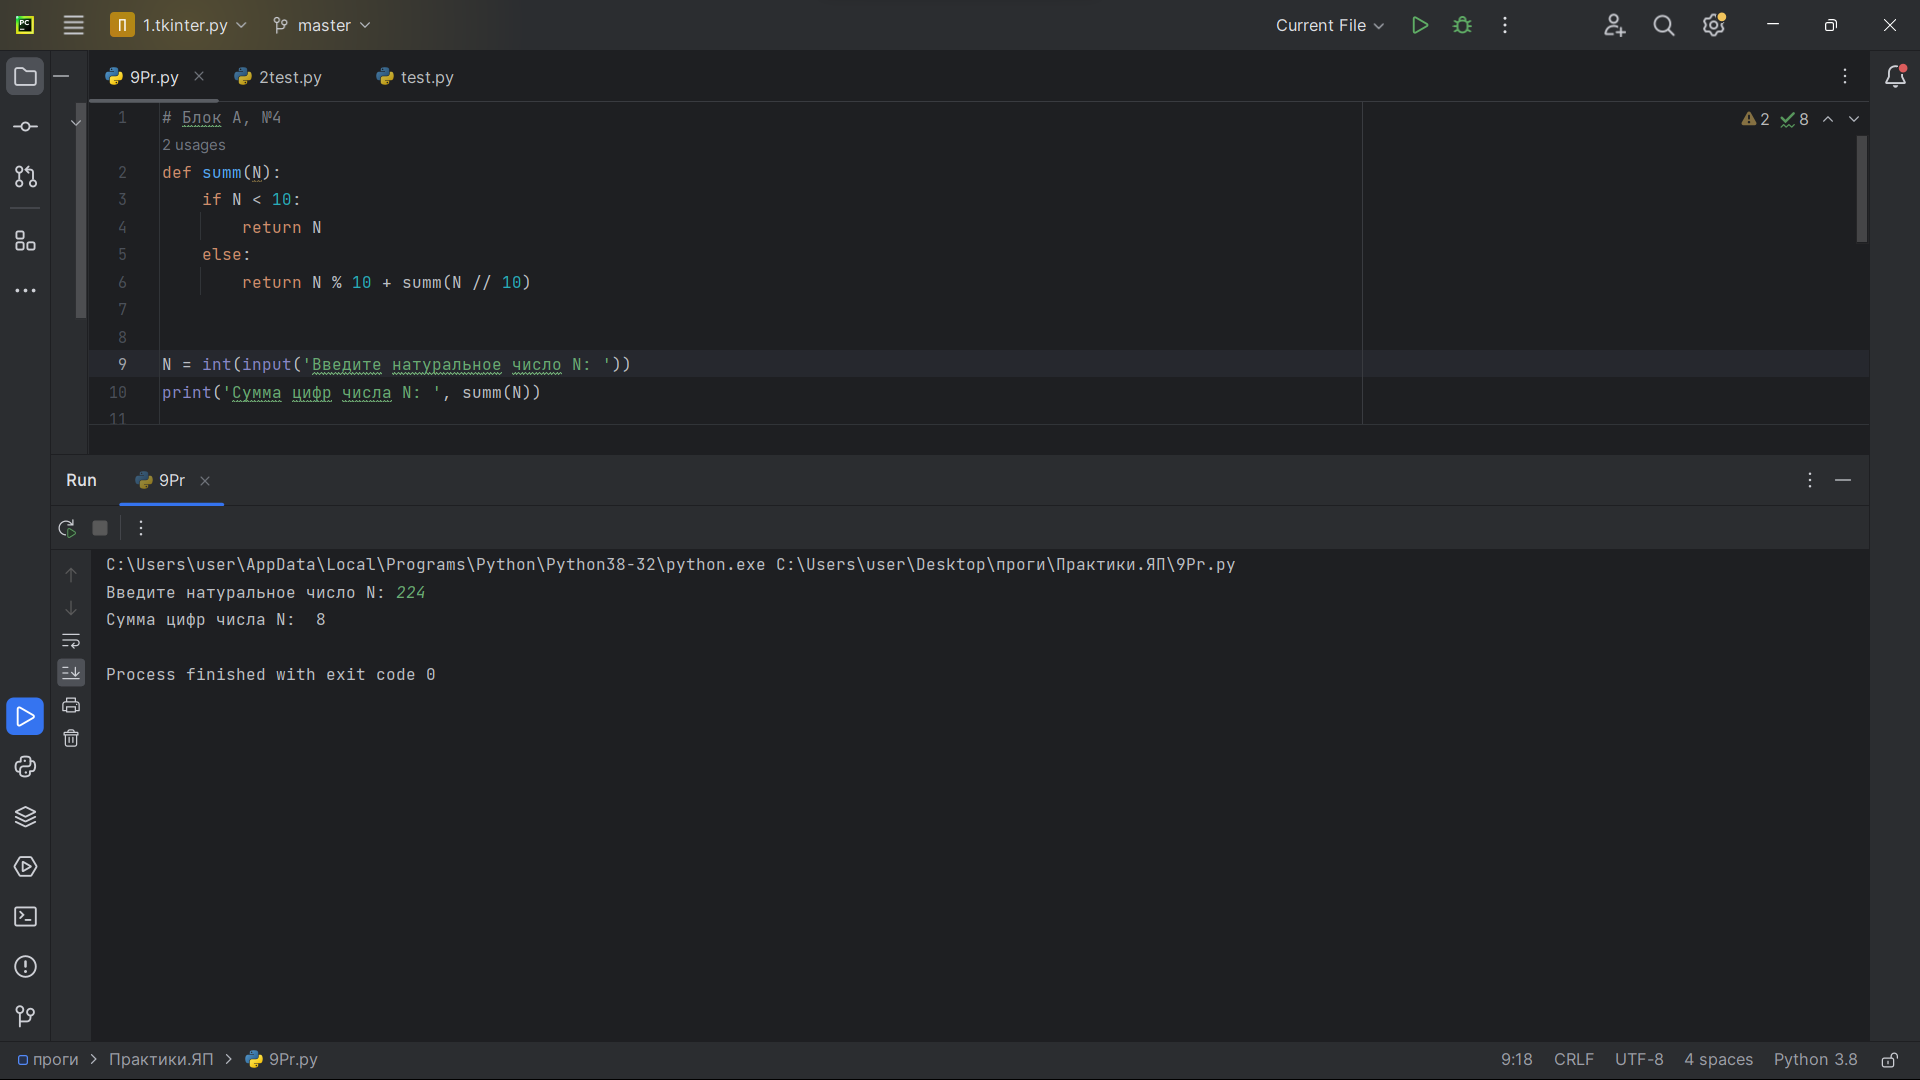 PC
П 1.tkinter.py master Current File
9Pr.py 2test.py test.py
1 # Блок А, №4
2 usages
2 def summ(N):
3 if N < 10:
4 return N
5 else:
6 return N % 10 + summ(N // 10)
7
8
9 N = int(input('Введите натуральное число N: '))
10 print('Сумма цифр числа N: ', summ(N))
11
2 8
Run 9Pr
C:\Users\user\AppData\Local\Programs\Python\Python38-32\python.exe C:\Users\user\Desktop\проги\Практики.ЯП\9Pr.py
Введите натуральное число N: 224
Сумма цифр числа N:  8
Process finished with exit code 0
проги > Практики.ЯП > 9Pr.py 9:18 CRLF UTF-8 4 spaces Python 3.8